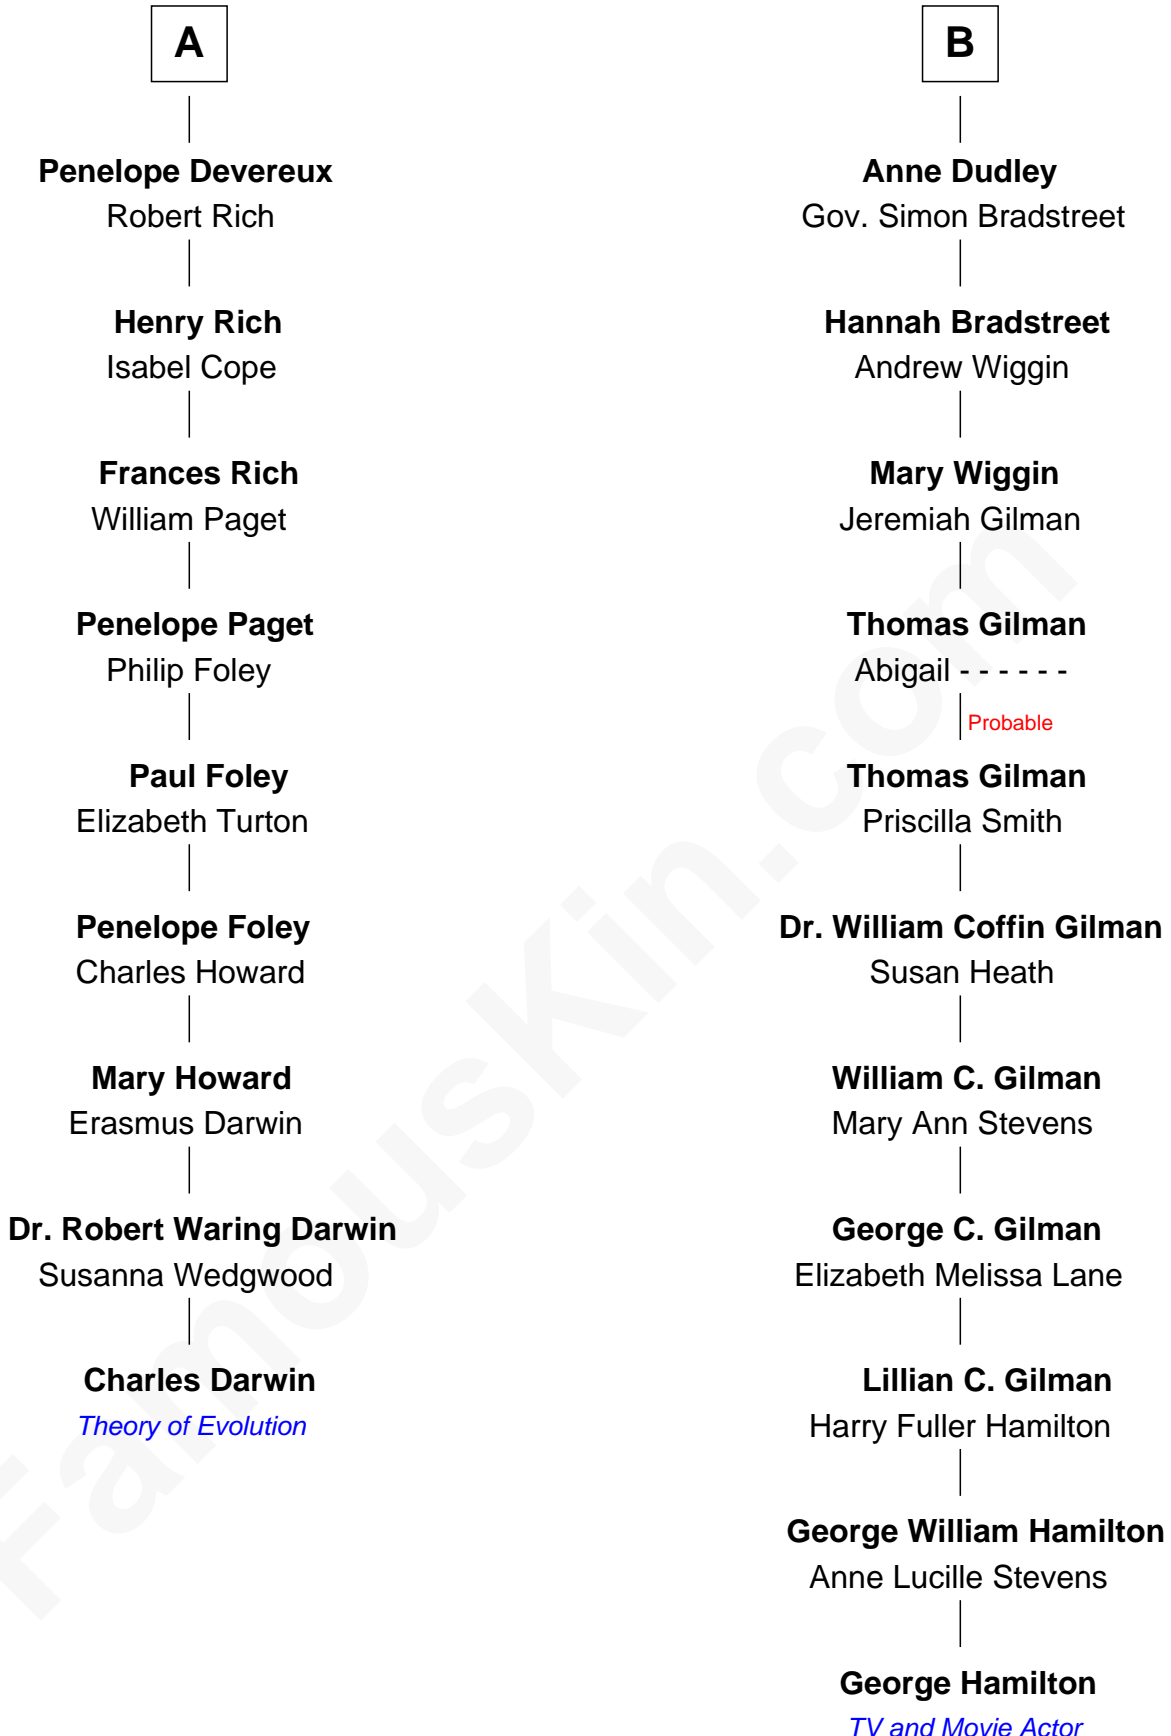 A
Penelope Devereux
Robert Rich
Henry Rich
Isabel Cope
Frances Rich
William Paget
Penelope Paget
Philip Foley
Paul Foley
Elizabeth Turton
Penelope Foley
Charles Howard
Mary Howard
Erasmus Darwin
Dr. Robert Waring Darwin
Susanna Wedgwood
Charles Darwin
Theory of Evolution
B
Anne Dudley
Gov. Simon Bradstreet
Hannah Bradstreet
Andrew Wiggin
Mary Wiggin
Jeremiah Gilman
Thomas Gilman
Abigail - - - - - -
Probable
Thomas Gilman
Priscilla Smith
Dr. William Coffin Gilman
Susan Heath
William C. Gilman
Mary Ann Stevens
George C. Gilman
Elizabeth Melissa Lane
Lillian C. Gilman
Harry Fuller Hamilton
George William Hamilton
Anne Lucille Stevens
George Hamilton
TV and Movie Actor
FamousKin.com